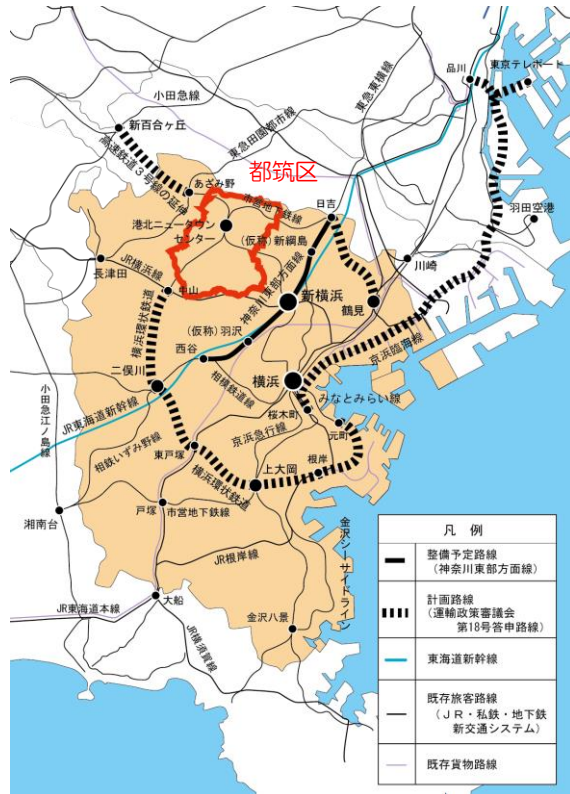 品川
東京テレポート
小田急線
東急東横線
新百合ヶ丘
東急田園都市線
高速鉄道3号線の延伸
都筑区
あざみ野
市営地下鉄線
日吉
港北ニュータウン
センター
(仮称)新綱島
羽田空港
JR横浜線
神奈川東部方面線
川崎
長津田
中山
新横浜
鶴見
横浜環状鉄道
(仮称)羽沢
京浜臨海線
西谷
二俣川
相模鉄道線
横浜
みなとみらい線
小田急江ノ島線
JR東海道新幹線
桜木町
元町
相鉄いずみ野線
京浜急行線
東戸塚
根岸
横浜環状鉄道
上大岡
戸塚
市営地下鉄線
湘南台
金沢シーサイドライン
JR根岸線
大船
JR東海道本線
金沢八景
JR横須賀線
凡例
整備予定路線
(神奈川東部方面線)
計画路線
(運輸政策審議会
第18号答申路線)
東海道新幹線
既存旅客路線
(JR・私鉄・地下鉄
新交通システム)
既存貨物路線